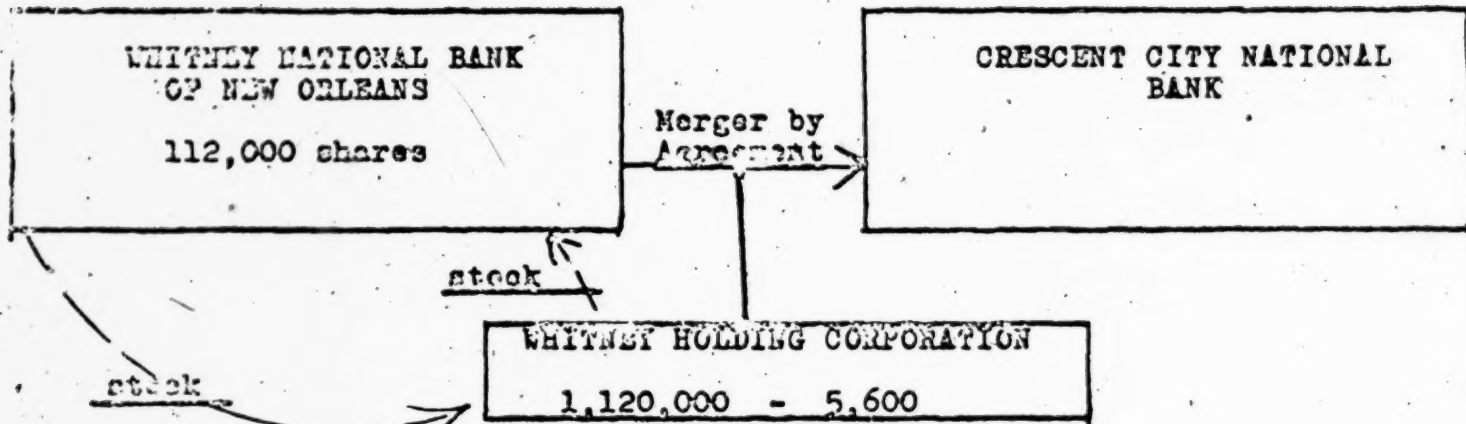 WHITNEY NATIONAL BANK
OF NEW ORLEANS
112,000 shares
Merger by
Agreement
CRESCENT CITY NATIONAL
BANK
stock
WHITNEY HOLDING CORPORATION
1,120,000 - 5,600
stock